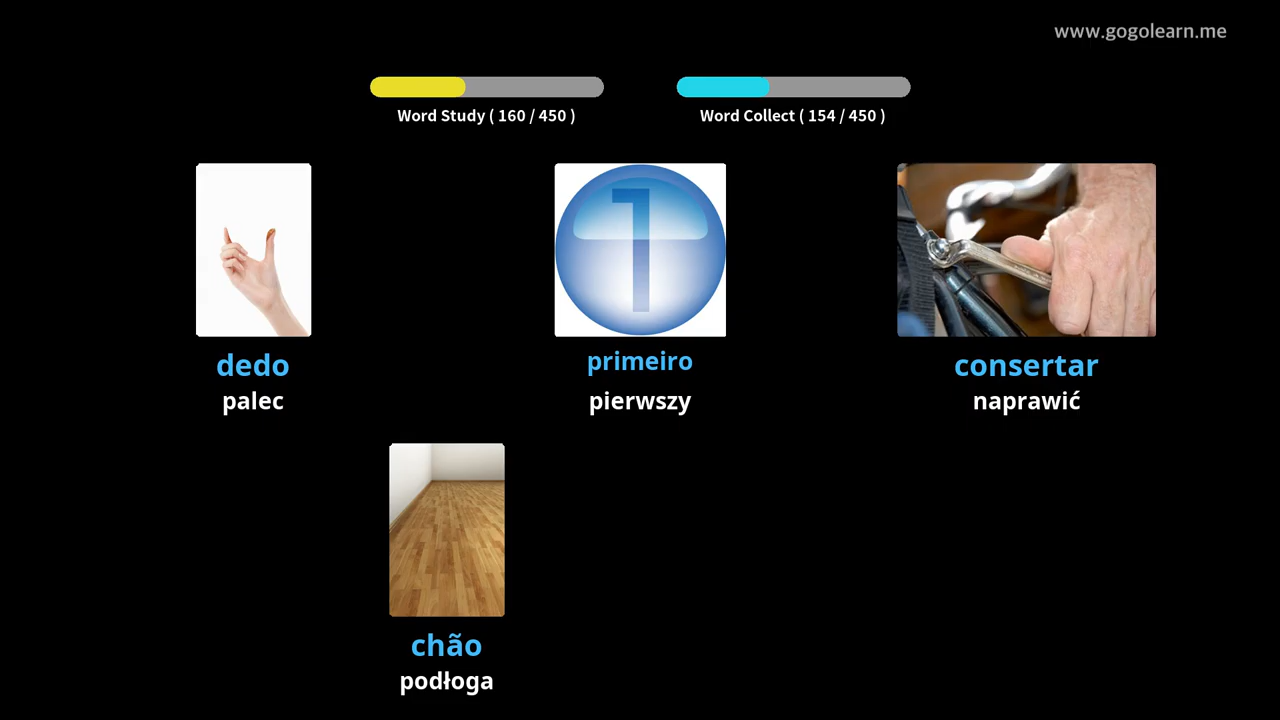 www.gogolearn.me
Word Study ( 160 / 450 )
Word Collect ( 154 / 450 )
1
dedo
palec
primeiro
pierwszy
consertar
naprawić
chão
podłoga